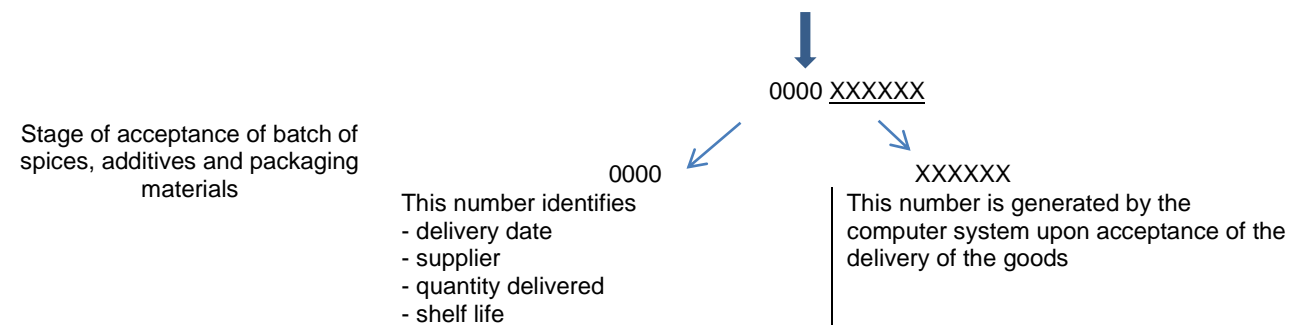 0000 XXXXXX
Stage of acceptance of batch of
spices, additives and packaging
materials
0000
This number identifies
- delivery date
- supplier
- quantity delivered
- shelf life
XXXXXX
This number is generated by the
computer system upon acceptance of the
delivery of the goods